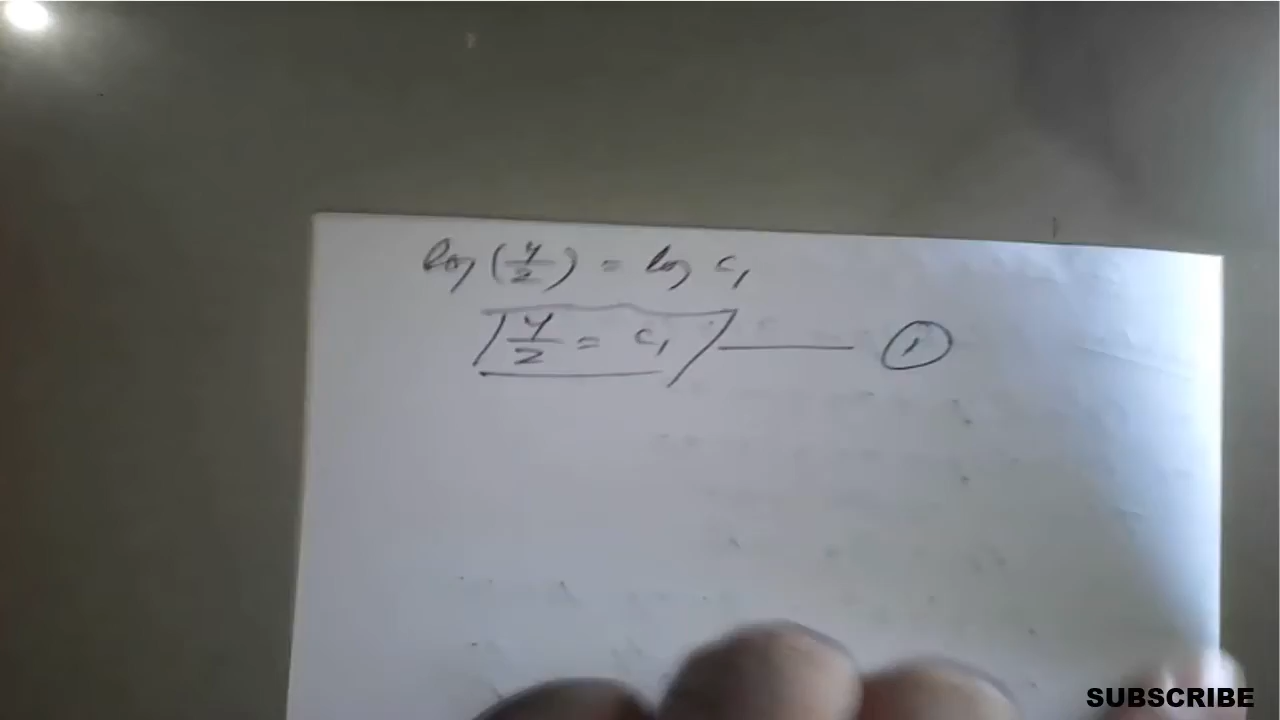 log (y/z) = log c₁
y/z = c₁ —— ①
SUBSCRIBE